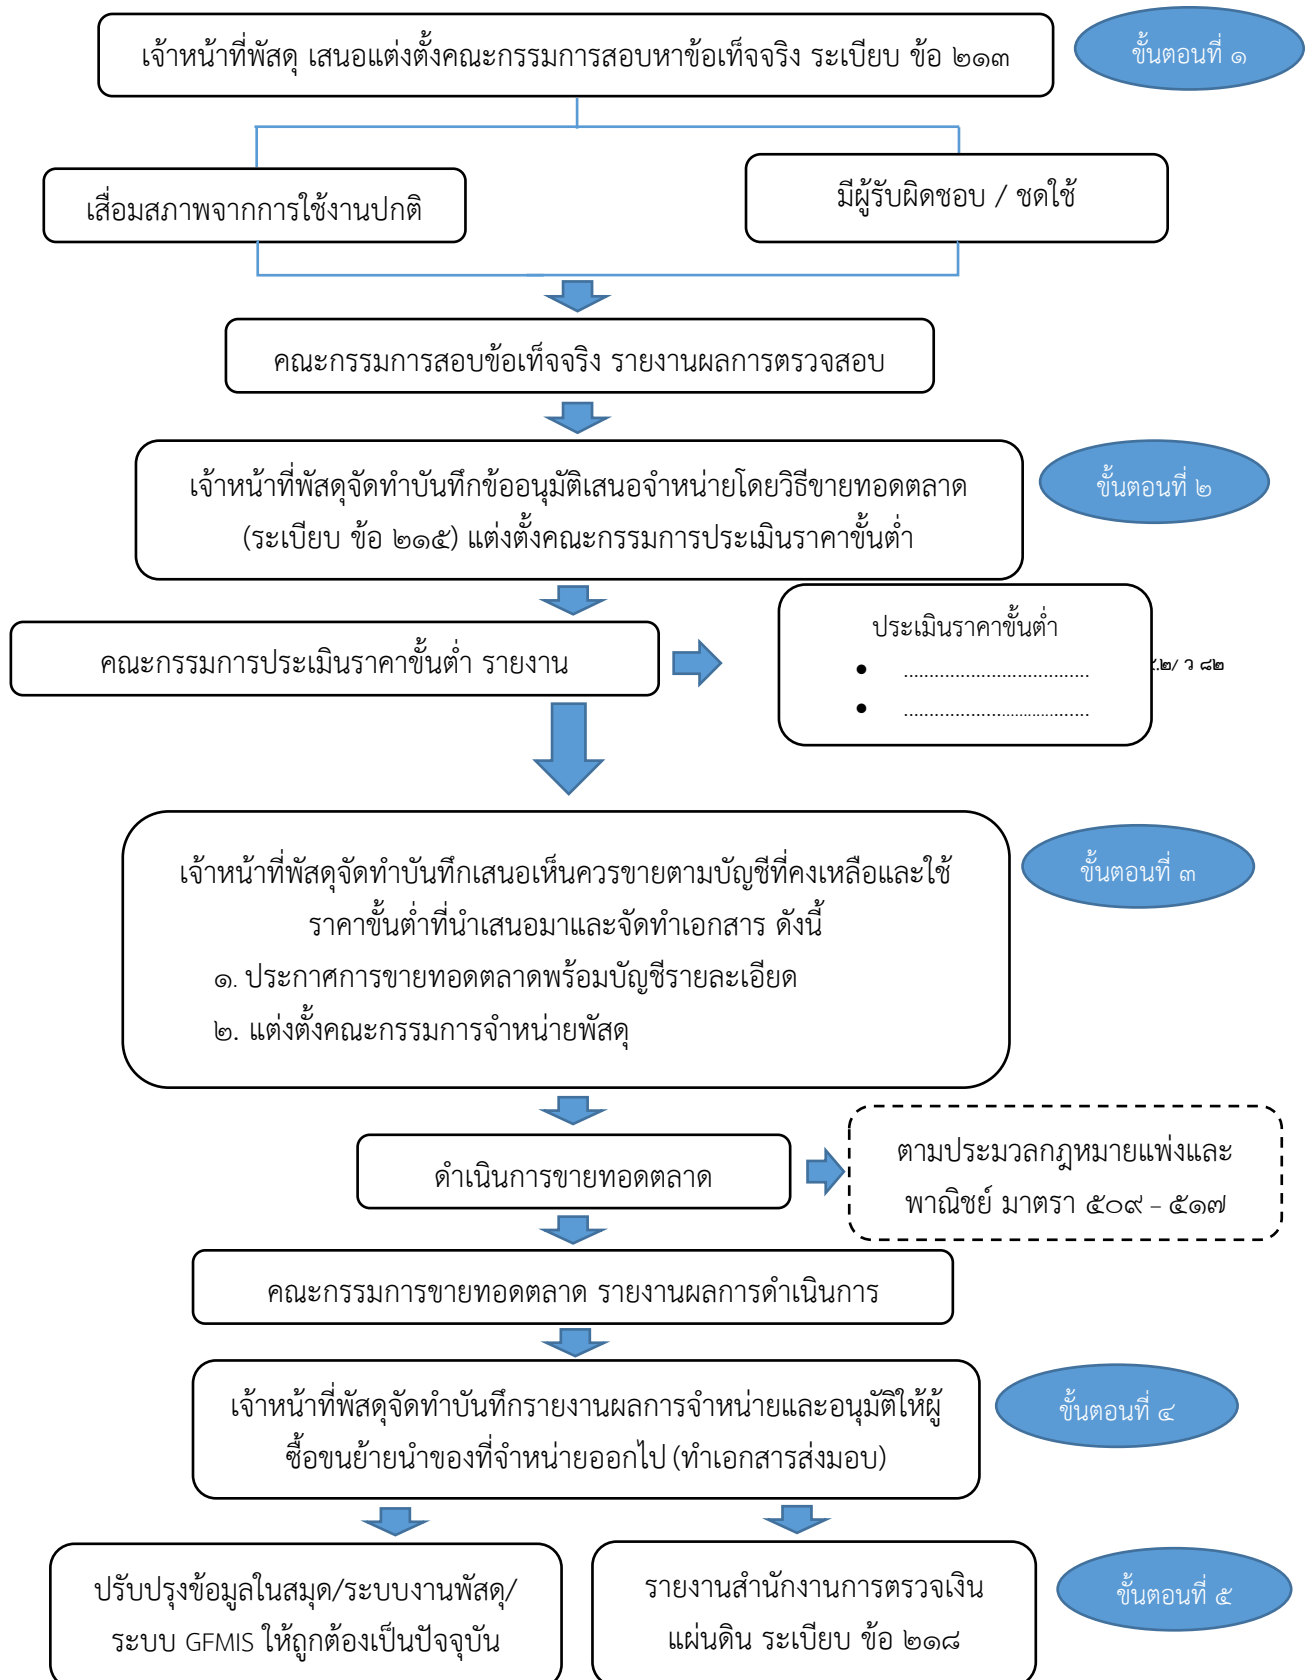 เจ้าหน้าที่พัสดุ เสนอแต่งตั้งคณะกรรมการสอบหาข้อเท็จจริง ระเบียบ ข้อ ๒๑๓
ขั้นตอนที่ ๑
เสื่อมสภาพจากการใช้งานปกติ
มีผู้รับผิดชอบ / ชดใช้
คณะกรรมการสอบข้อเท็จจริง รายงานผลการตรวจสอบ
เจ้าหน้าที่พัสดุจัดทำบันทึกข้ออนุมัติเสนอจำหน่ายโดยวิธีขายทอดตลาด
(ระเบียบ ข้อ ๒๑๕) แต่งตั้งคณะกรรมการประเมินราคาขั้นต่ำ
ขั้นตอนที่ ๒
คณะกรรมการประเมินราคาขั้นต่ำ รายงาน
ประเมินราคาขั้นต่ำ
• .....................................
• .....................................
.๒/ ว ๘๒
เจ้าหน้าที่พัสดุจัดทำบันทึกเสนอเห็นควรขายตามบัญชีที่คงเหลือและใช้
ราคาขั้นต่ำที่นำเสนอมาและจัดทำเอกสาร ดังนี้
๑. ประกาศการขายทอดตลาดพร้อมบัญชีรายละเอียด
๒. แต่งตั้งคณะกรรมการจำหน่ายพัสดุ
ขั้นตอนที่ ๓
ดำเนินการขายทอดตลาด
ตามประมวลกฎหมายแพ่งและ
พาณิชย์ มาตรา ๕๐๙ – ๕๑๗
คณะกรรมการขายทอดตลาด รายงานผลการดำเนินการ
เจ้าหน้าที่พัสดุจัดทำบันทึกรายงานผลการจำหน่ายและอนุมัติให้ผู้
ซื้อขนย้ายนำของที่จำหน่ายออกไป (ทำเอกสารส่งมอบ)
ขั้นตอนที่ ๔
ปรับปรุงข้อมูลในสมุด/ระบบงานพัสดุ/
ระบบ GFMIS ให้ถูกต้องเป็นปัจจุบัน
รายงานสำนักงานการตรวจเงิน
แผ่นดิน ระเบียบ ข้อ ๒๑๘
ขั้นตอนที่ ๕